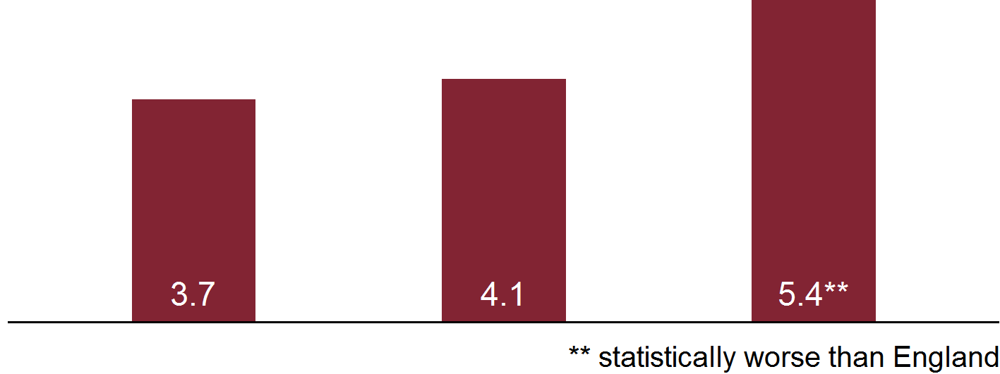 3.7 4.1 5.4**
** statistically worse than England